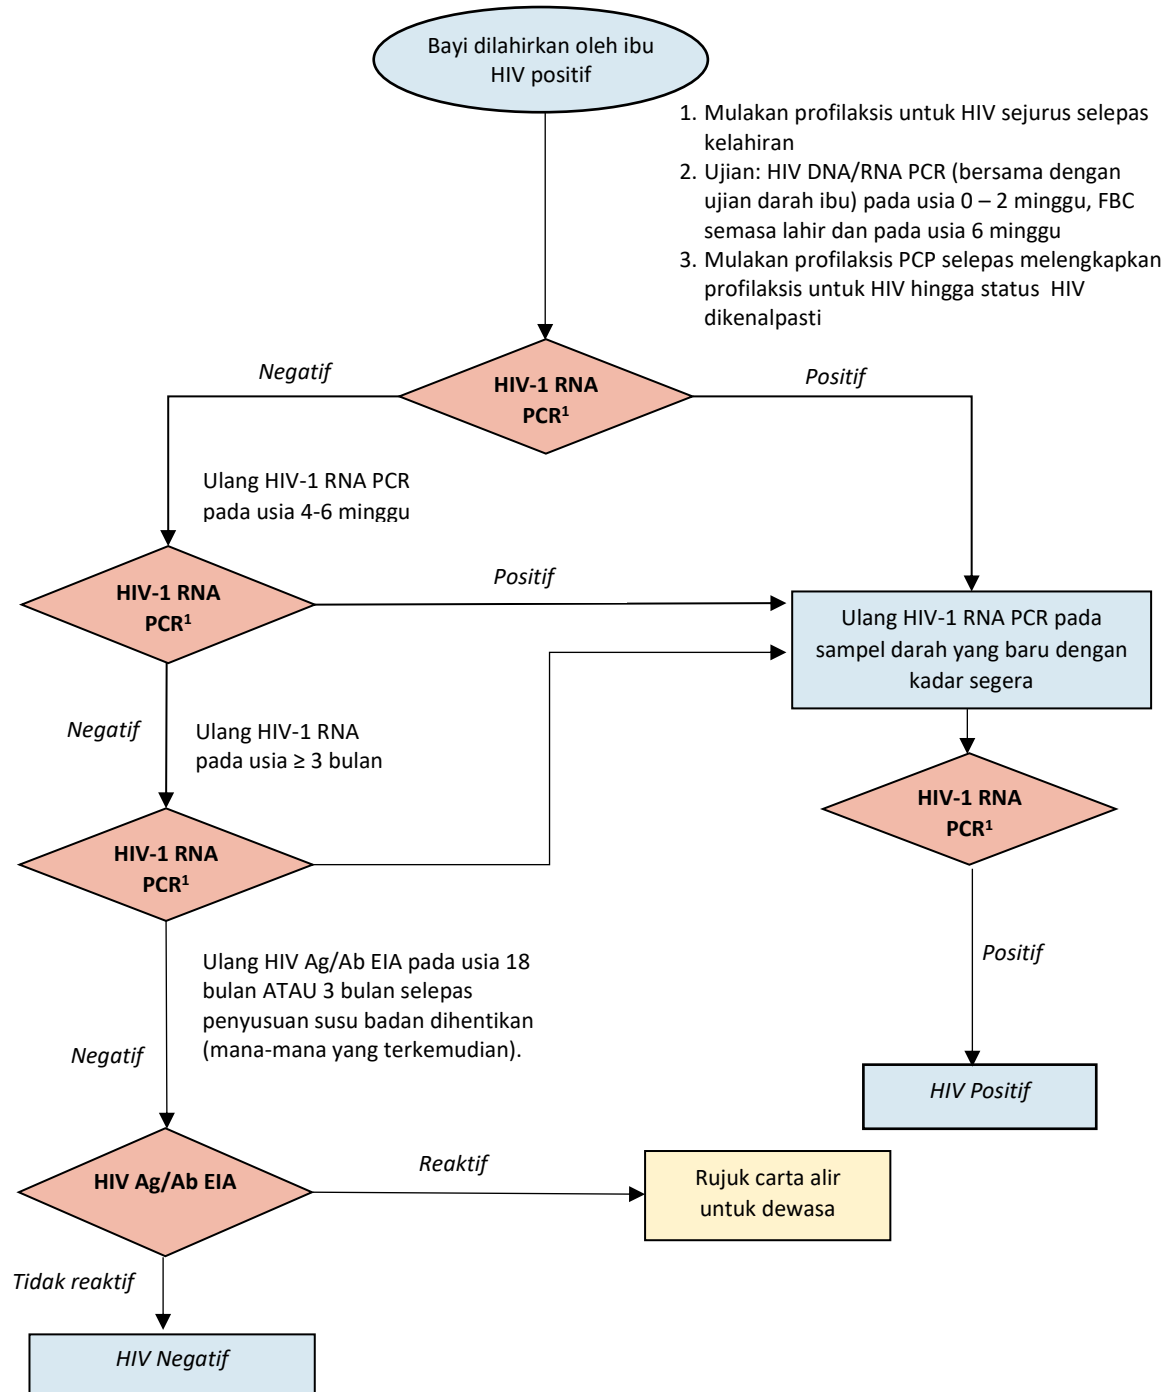 Bayi dilahirkan oleh ibu
HIV positif
1. Mulakan profilaksis untuk HIV sejurus selepas
kelahiran
2. Ujian: HIV DNA/RNA PCR (bersama dengan
ujian darah ibu) pada usia 0 – 2 minggu, FBC
semasa lahir dan pada usia 6 minggu
3. Mulakan profilaksis PCP selepas melengkapkan
profilaksis untuk HIV hingga status HIV
dikenalpasti
Negatif
HIV-1 RNA
PCR¹
Positif
Ulang HIV-1 RNA PCR
pada usia 4-6 minggu
HIV-1 RNA
PCR¹
Positif
Ulang HIV-1 RNA PCR pada
sampel darah yang baru dengan
kadar segera
Negatif
Ulang HIV-1 RNA
pada usia ≥ 3 bulan
HIV-1 RNA
PCR¹
HIV-1 RNA
PCR¹
Positif
Ulang HIV Ag/Ab EIA pada usia 18
bulan ATAU 3 bulan selepas
penyusuan susu badan dihentikan
(mana-mana yang terkemudian).
Negatif
HIV Positif
HIV Ag/Ab EIA
Reaktif
Rujuk carta alir
untuk dewasa
Tidak reaktif
HIV Negatif